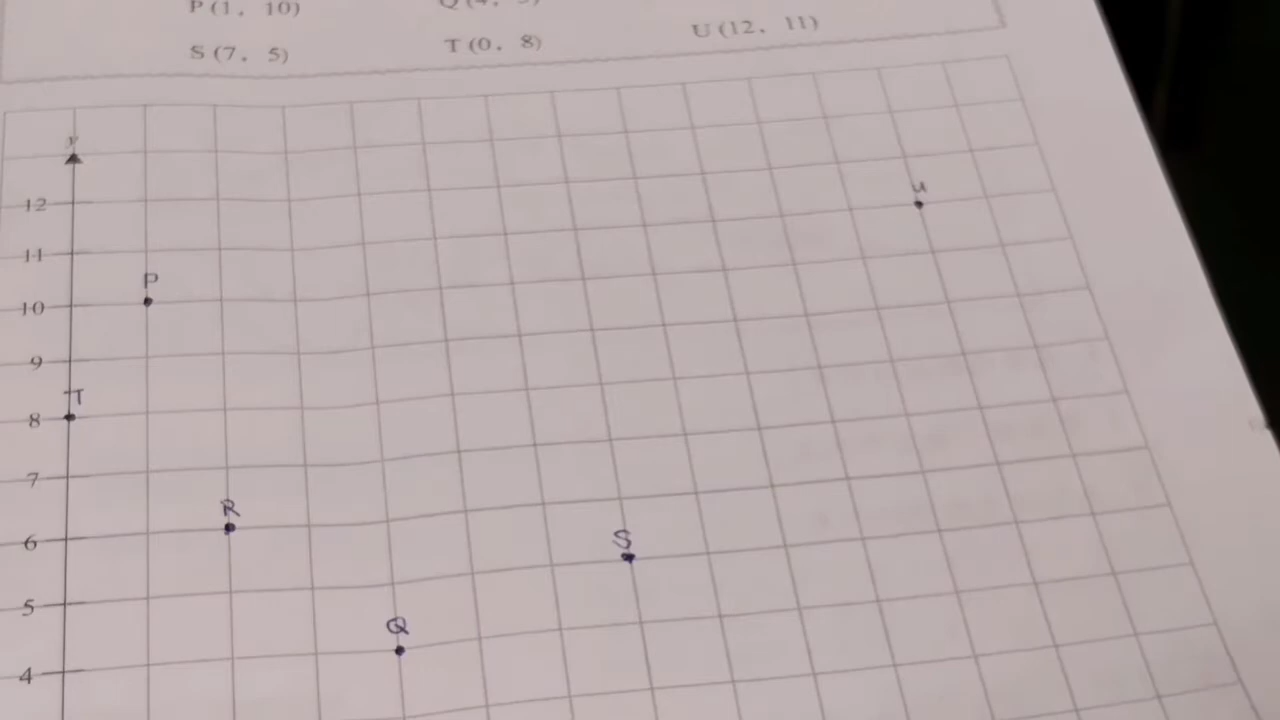 P (1, 10)
S (7, 5) T (0, 8) U (12, 11)
y
12
U
11
P
10
9
T
8
7
R
6
S
5
Q
4